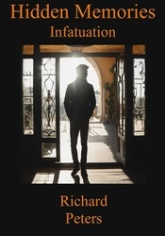 Hidden Memories
Infatuation
Richard
Peters